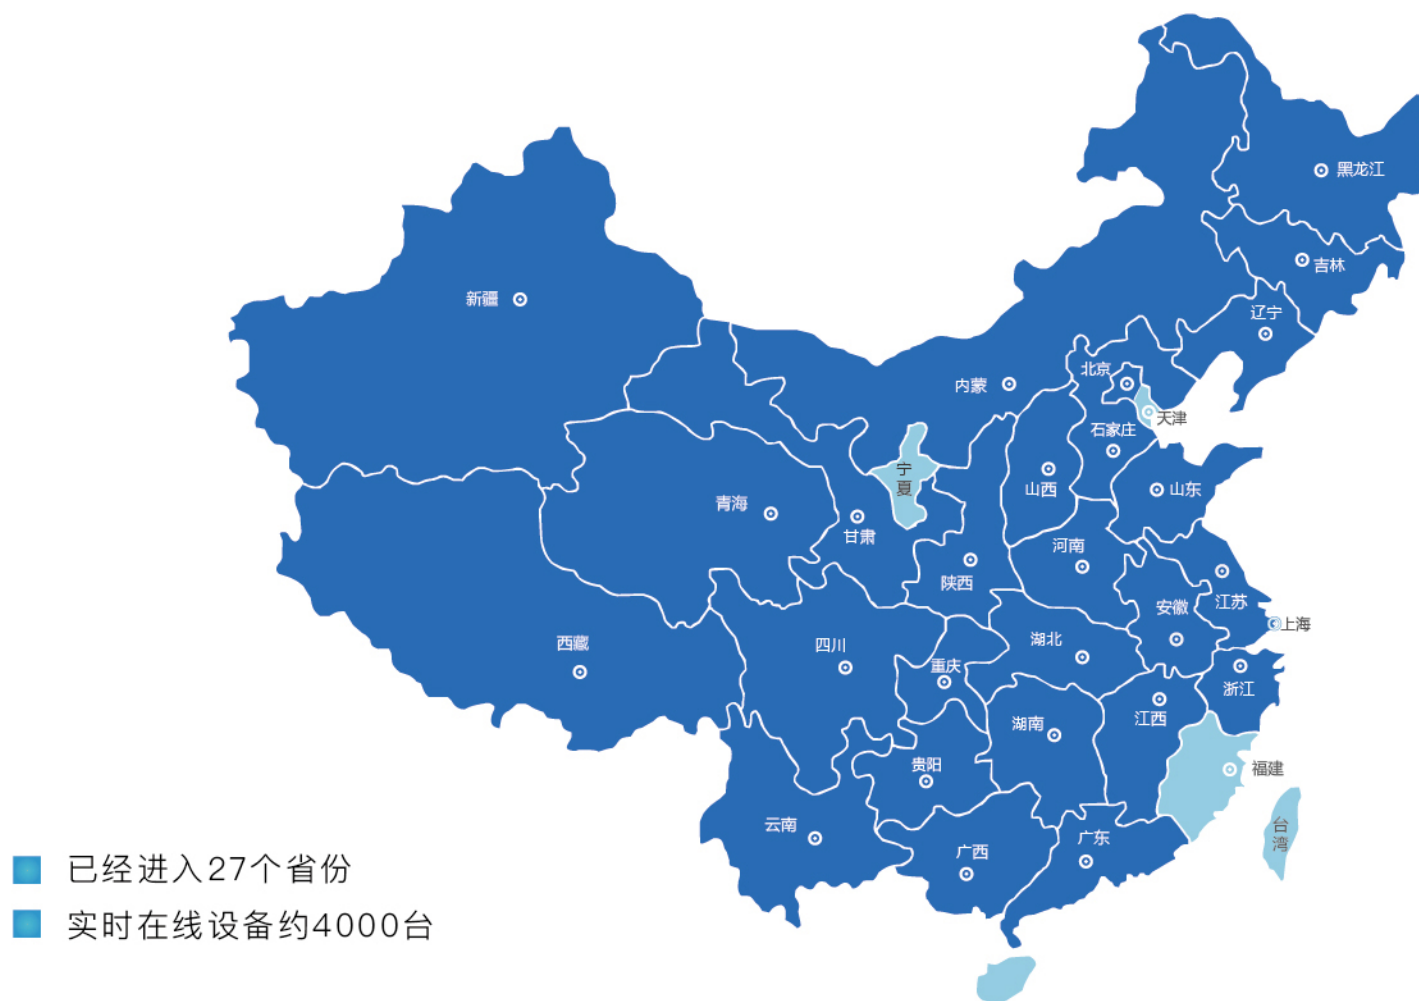 黑龙江
吉林
辽宁
新疆
内蒙
北京
天津
石家庄
宁夏
山西
山东
青海
甘肃
河南
陕西
江苏
安徽
上海
西藏
四川
湖北
重庆
浙江
湖南
江西
贵阳
福建
云南
台湾
广东
广西
已经进入27个省份
实时在线设备约4000台